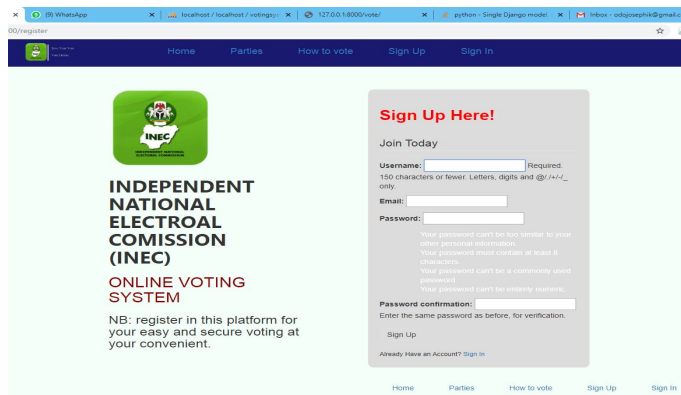 (9) WhatsApp
localhost / localhost / votingsys
127.0.0.1:8000/vote/
python - Single Django model,
Inbox - odojosephik@gmail.c
00/register
Home Parties How to vote Sign Up Sign In
INEC
INDEPENDENT NATIONAL
ELECTORAL COMMISSION
INDEPENDENT
NATIONAL
ELECTROAL
COMISSION
(INEC)
ONLINE VOTING
SYSTEM
NB: register in this platform for
your easy and secure voting at
your convenient.
Sign Up Here!
Join Today
Username: Required.
150 characters or fewer. Letters, digits and @/./+/-/_
only.
Email:
Password:
Your password can't be too similar to your
other personal information.
Your password must contain at least 8
characters.
Your password can't be a commonly used
password.
Your password can't be entirely numeric.
Password confirmation:
Enter the same password as before, for verification.
Sign Up
Already Have an Account? Sign In
Home Parties How to vote Sign Up Sign In